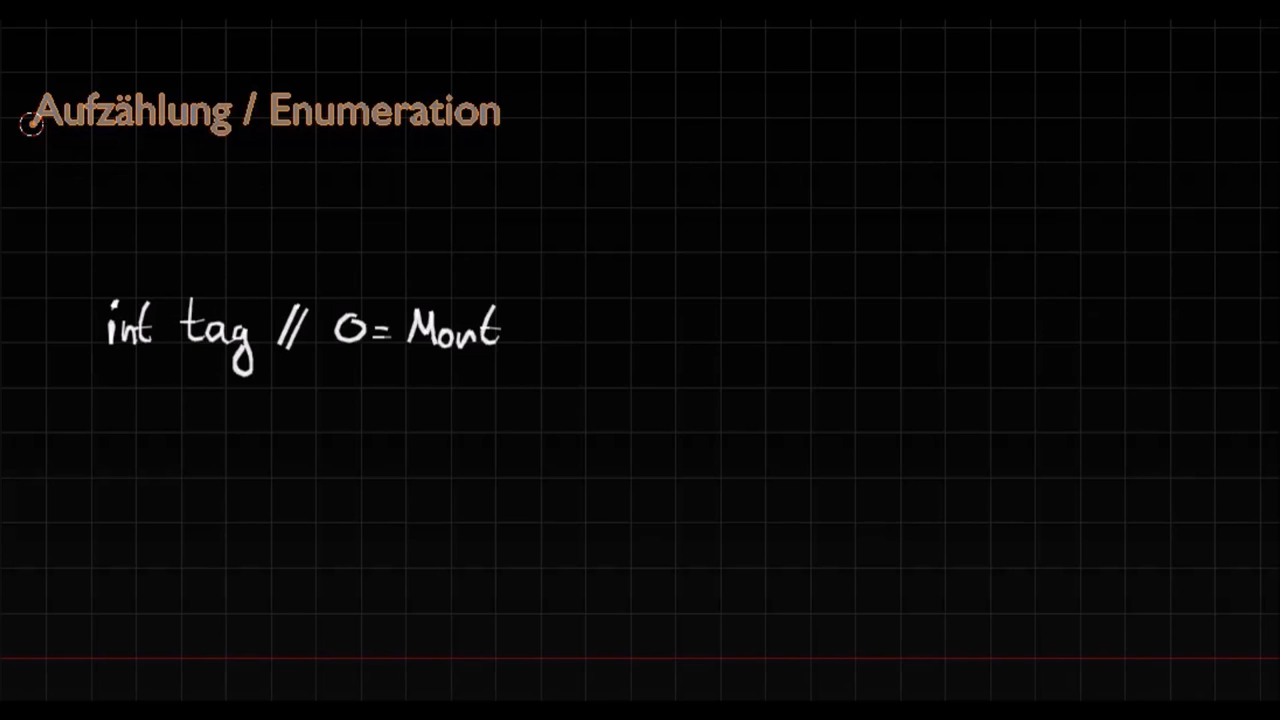 Aufzählung / Enumeration
int tag // 0= Mont